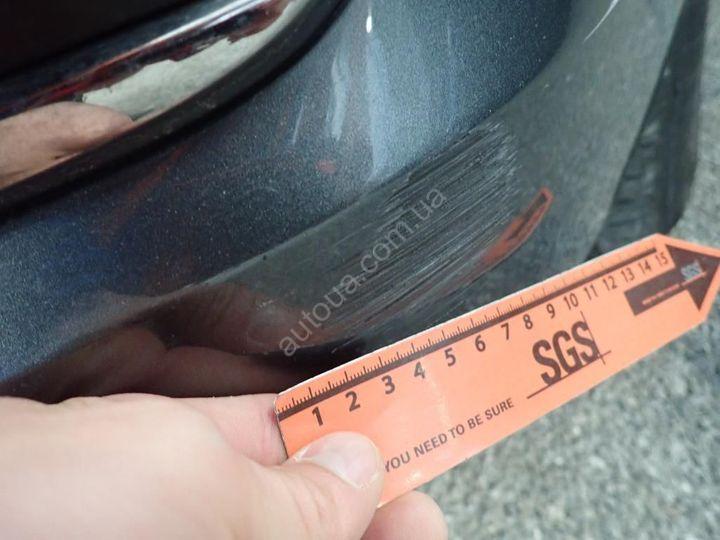 autoua.com.ua
1 2 3 4 5 6 7 8 9 10 11 12 13 14 15
SGS
YOU NEED TO BE SURE